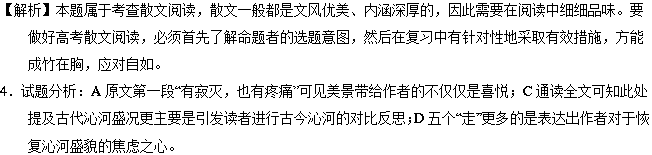 【解析】本题属于考查散文阅读，散文一般都是文风优美、内涵深厚的，因此需要在阅读中细细品味。要
做好高考散文阅读，必须首先了解命题者的选题意图，然后在复习中有针对性地采取有效措施，方能
成竹在胸，应对自如。
4．试题分析：A 原文第一段“有寂灭，也有疼痛”可见美景带给作者的不仅仅是喜悦；C 通读全文可知此处
提及古代沁河盛况更主要是引发读者进行古今沁河的对比反思;D 五个“走”更多的是表达出作者对于恢
复沁河盛貌的焦虑之心。